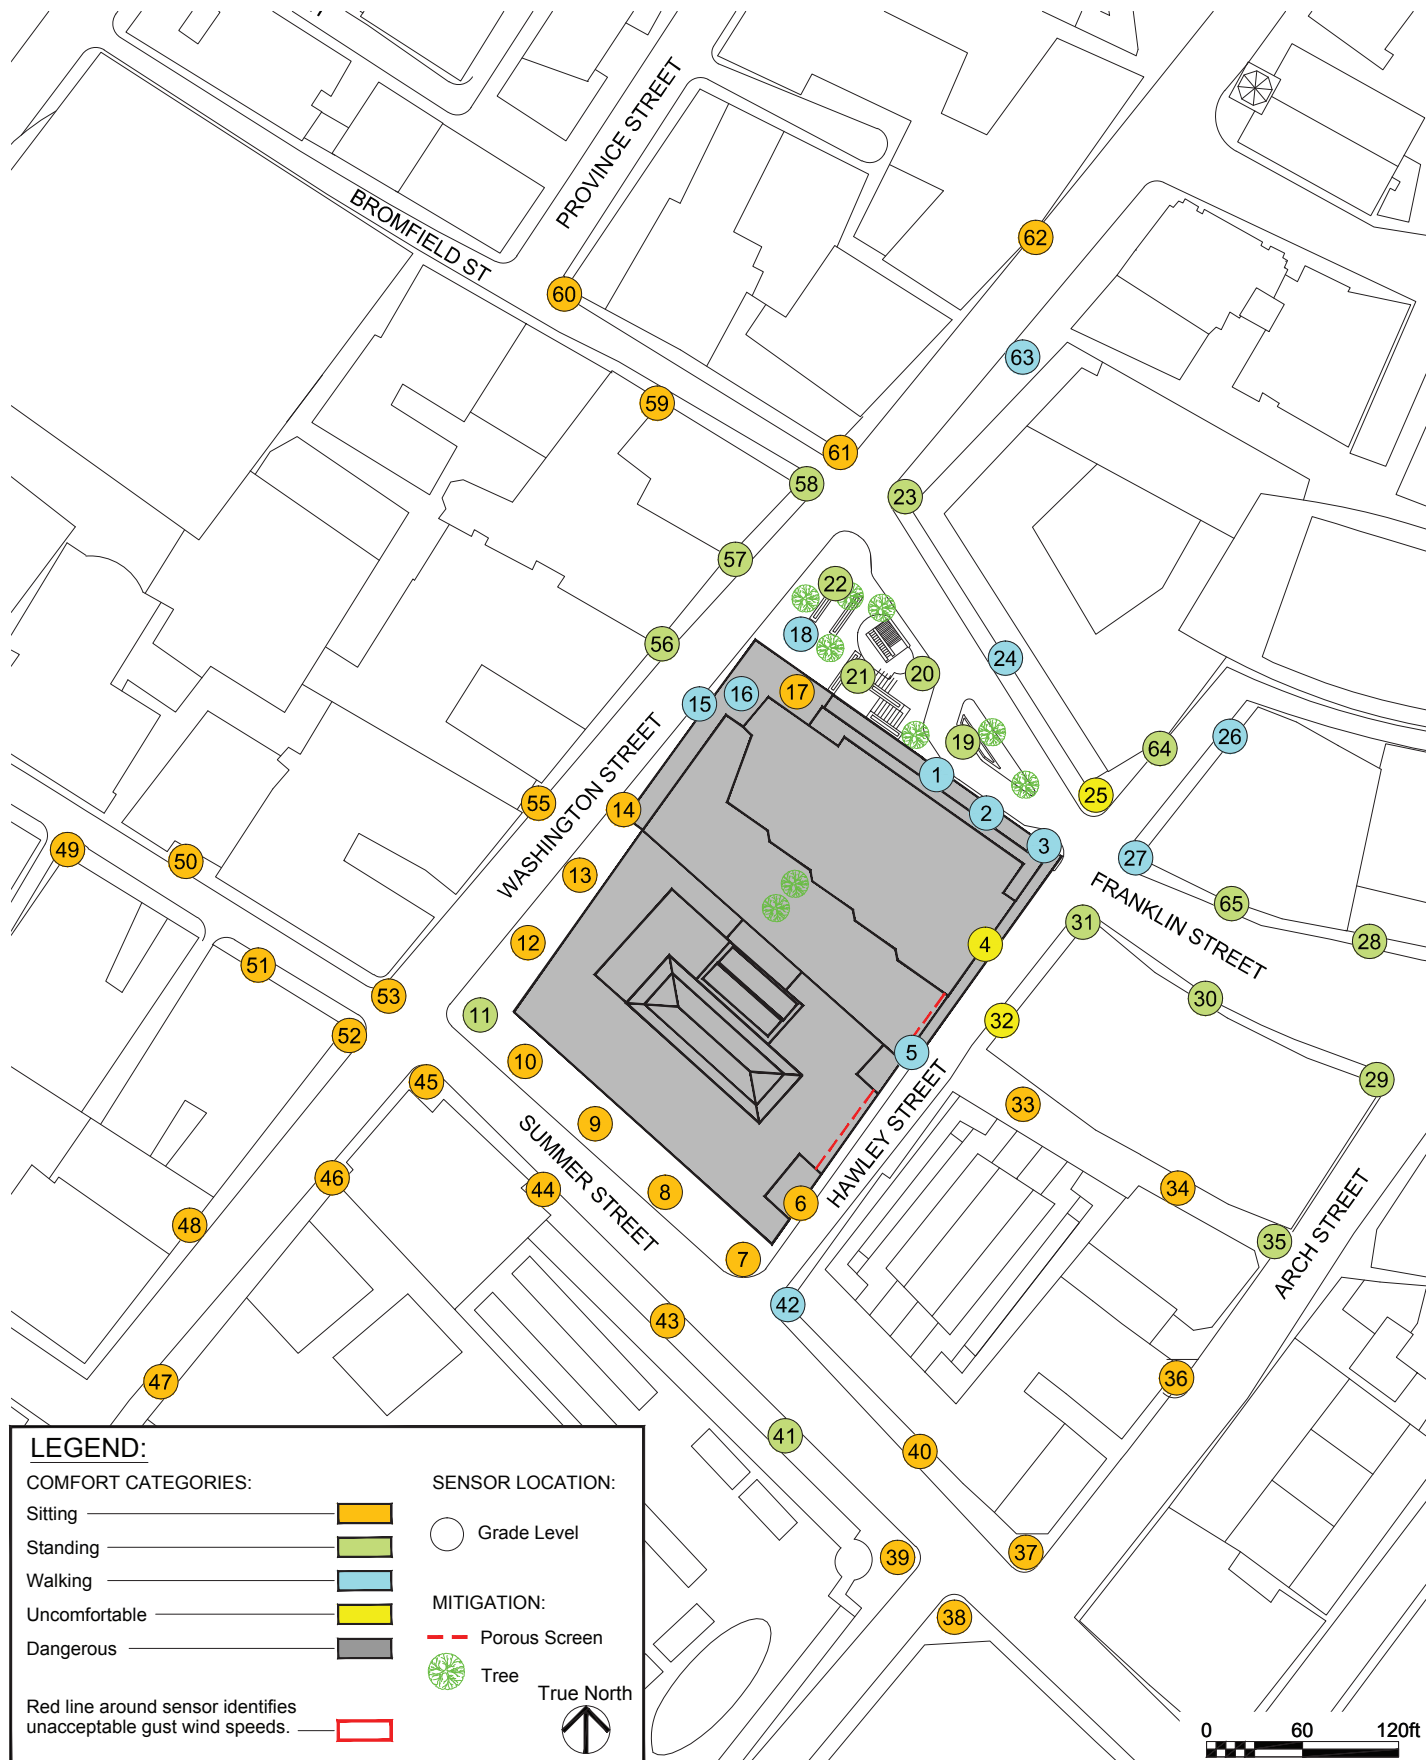 PROVINCE STREET
BROMFIELD ST
62
60
63
59
61
58
23
57
22
18
56
24
21
20
17
16
15
19
64
26
1
25
55
14
2
3
27
49
50
13
WASHINGTON STREET
FRANKLIN STREET
65
31
28
12
4
51
53
30
11
32
52
5
10
45
29
33
9
SUMMER STREET
HAWLEY STREET
46
44
8
6
34
48
35
ARCH STREET
7
42
43
47
36
41
40
39
37
38
LEGEND:
COMFORT CATEGORIES:
Sitting
Standing
Walking
Uncomfortable
Dangerous
Red line around sensor identifies
unacceptable gust wind speeds.
SENSOR LOCATION:
Grade Level
MITIGATION:
Porous Screen
Tree
True North
0 60 120ft